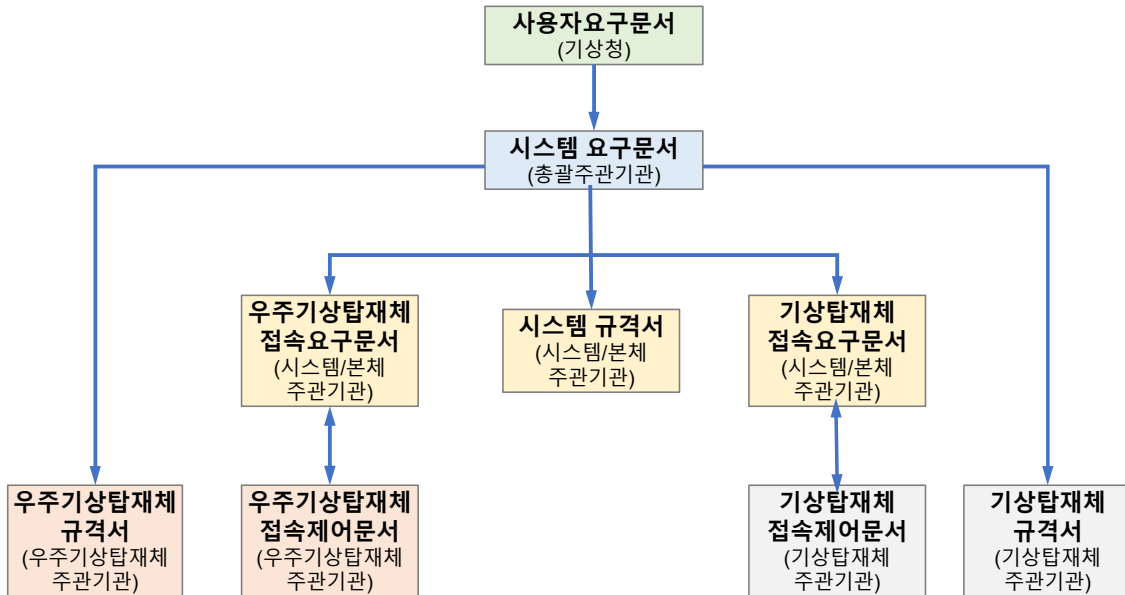 사용자요구문서
(기상청)
시스템 요구문서
(총괄주관기관)
우주기상탑재체
접속요구문서
(시스템/본체
주관기관)
시스템 규격서
(시스템/본체
주관기관)
기상탑재체
접속요구문서
(시스템/본체
주관기관)
우주기상탑재체
규격서
(우주기상탑재체
주관기관)
우주기상탑재체
접속제어문서
(우주기상탑재체
주관기관)
기상탑재체
접속제어문서
(기상탑재체
주관기관)
기상탑재체
규격서
(기상탑재체
주관기관)